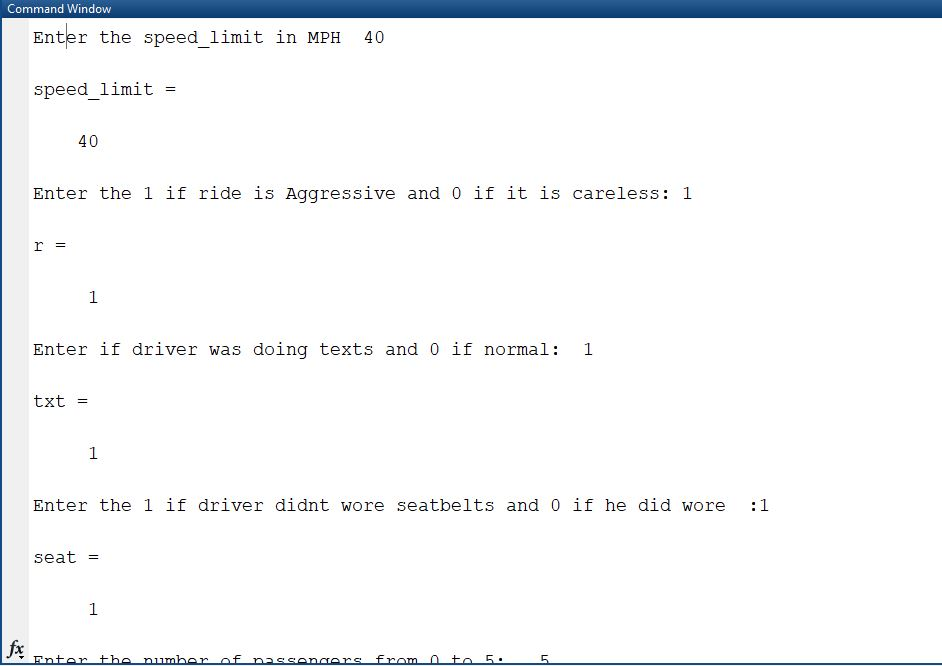 Command Window
Enter the speed_limit in MPH  40
speed_limit =
40
Enter the 1 if ride is Aggressive and 0 if it is careless: 1
r =
1
Enter if driver was doing texts and 0 if normal:  1
txt =
1
Enter the 1 if driver didnt wore seatbelts and 0 if he did wore  :1
seat =
1
fx
Enter the number of passengers from 0 to 5:   5